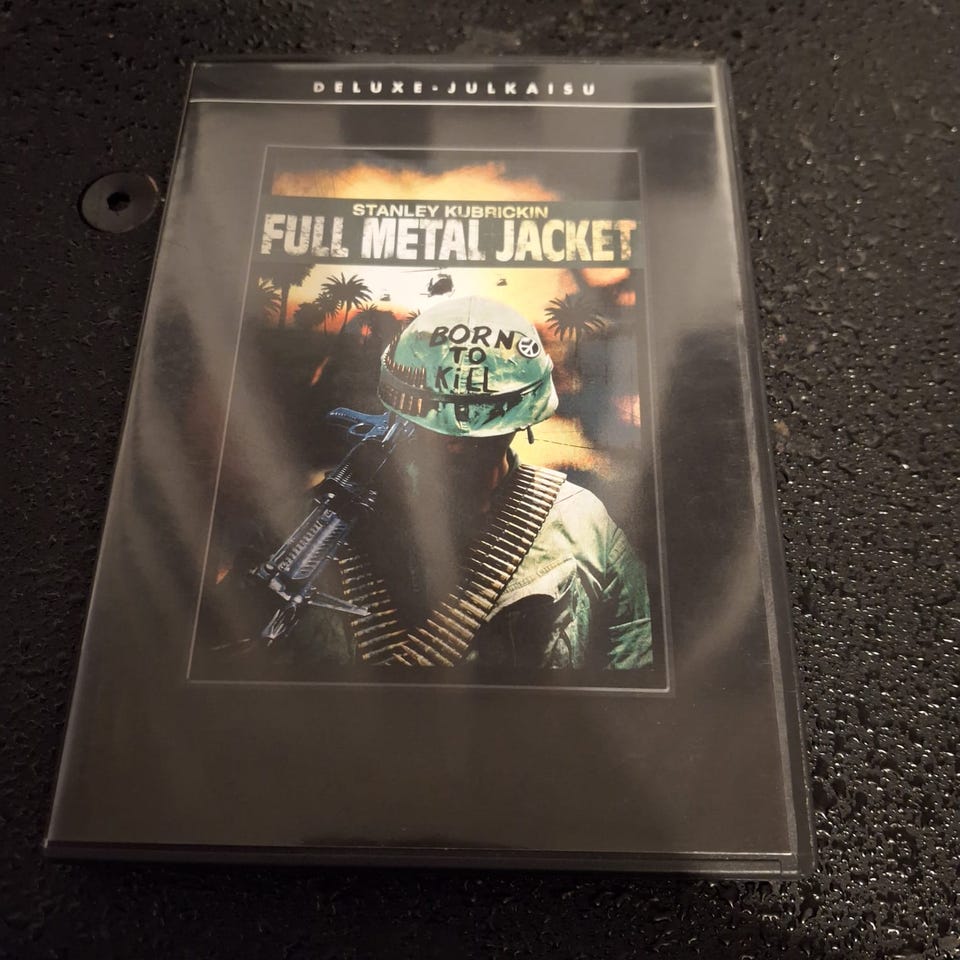 DELUXE-JULKAISU
STANLEY KUBRICKIN
FULL METAL JACKET
BORN
TO
KiLL